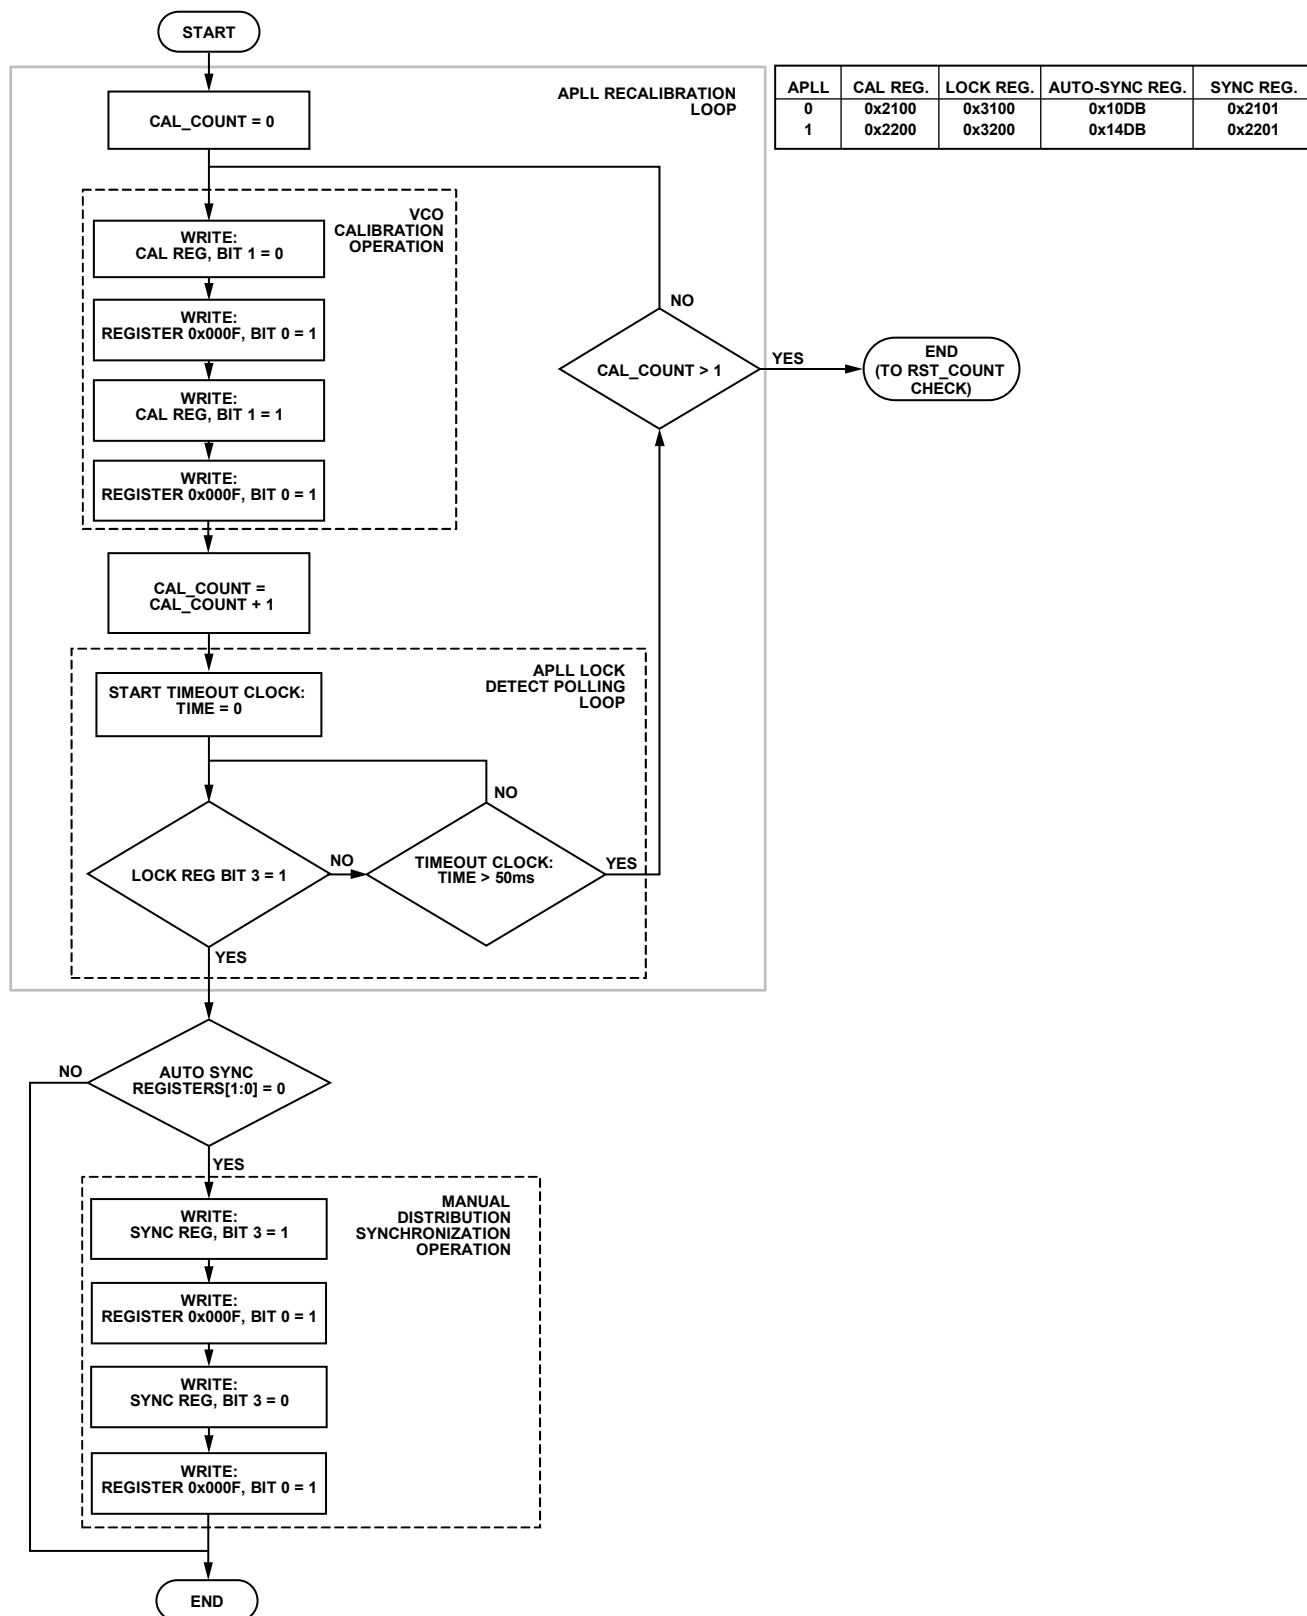 START
APLL RECALIBRATION
LOOP
APLL CAL REG. LOCK REG. AUTO-SYNC REG. SYNC REG.
0 0x2100 0x3100 0x10DB 0x2101
1 0x2200 0x3200 0x14DB 0x2201
CAL_COUNT = 0
VCO
CALIBRATION
OPERATION
WRITE:
CAL REG, BIT 1 = 0
WRITE:
REGISTER 0x000F, BIT 0 = 1
WRITE:
CAL REG, BIT 1 = 1
WRITE:
REGISTER 0x000F, BIT 0 = 1
NO
CAL_COUNT > 1
YES
END
(TO RST_COUNT
CHECK)
CAL_COUNT =
CAL_COUNT + 1
APLL LOCK
DETECT POLLING
LOOP
START TIMEOUT CLOCK:
TIME = 0
NO
LOCK REG BIT 3 = 1
NO
TIMEOUT CLOCK:
TIME > 50ms
YES
YES
NO
AUTO SYNC
REGISTERS[1:0] = 0
YES
MANUAL
DISTRIBUTION
SYNCHRONIZATION
OPERATION
WRITE:
SYNC REG, BIT 3 = 1
WRITE:
REGISTER 0x000F, BIT 0 = 1
WRITE:
SYNC REG, BIT 3 = 0
WRITE:
REGISTER 0x000F, BIT 0 = 1
END